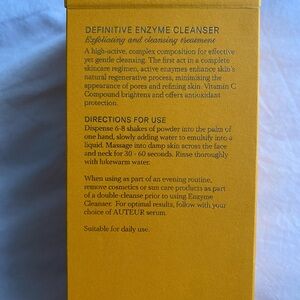 DEFINITIVE ENZYME CLEANSER
Exfoliating and cleansing treatment
A high-active, complex composition for effective
yet gentle cleansing. The first act in a complete
skincare regimen, active enzymes enhance skin's
natural regenerative process, minimising the
appearance of pores and refining skin. Vitamin C
Compound brightens and offers antioxidant
protection.
DIRECTIONS FOR USE
Dispense 6-8 shakes of powder into the palm of
one hand, slowly adding water to emulsify into a
liquid. Massage into damp skin across the face
and neck for 30 - 60 seconds. Rinse thoroughly
with lukewarm water.
When using as part of an evening routine,
remove cosmetics or sun care products as part
of a double-cleanse prior to using Enzyme
Cleanser. For optimal results, follow with your
choice of AUTEUR serum.
Suitable for daily use.